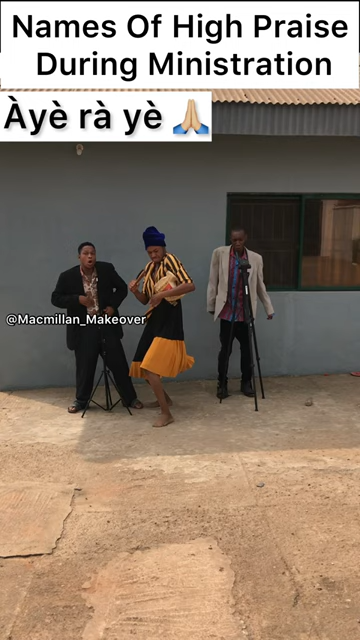 Names Of High Praise
During Ministration
Àyè rà yè 🙏🏼
@Macmillan_Makeover